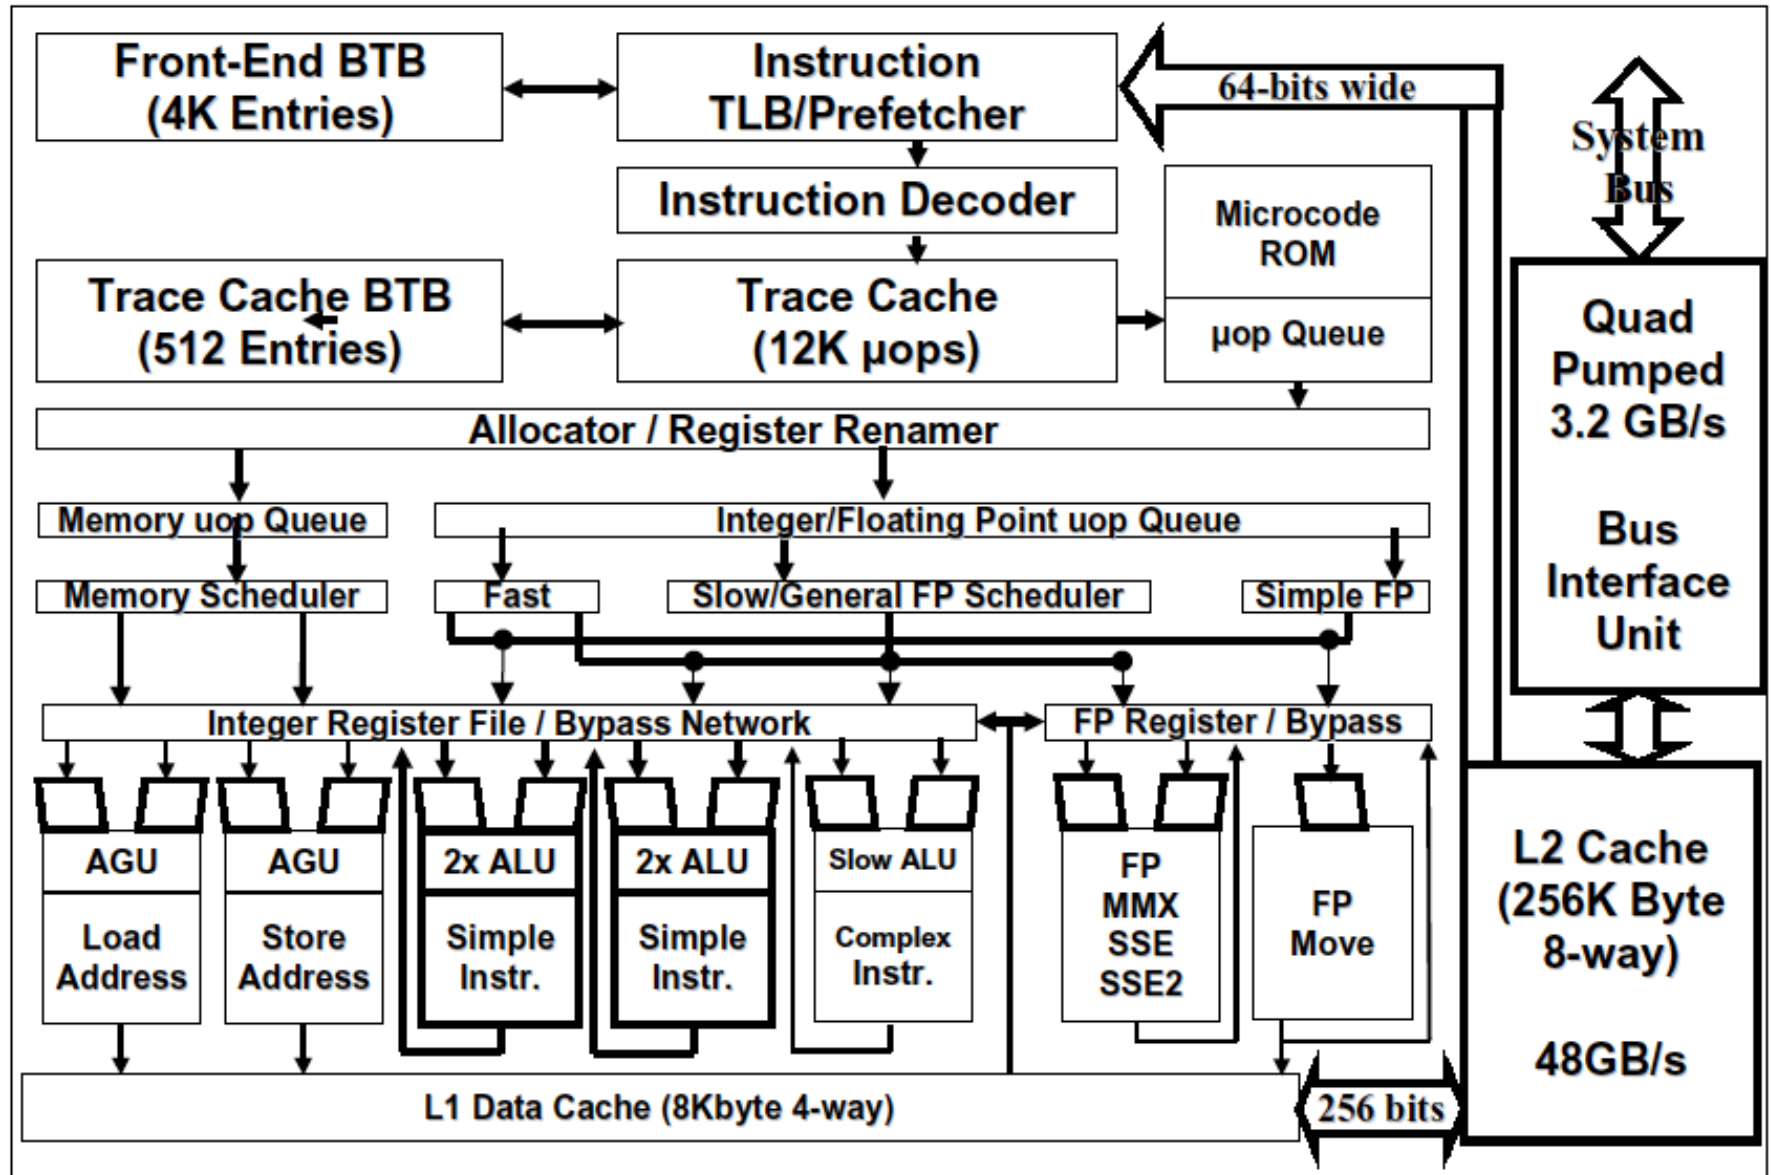 Front-End BTB
(4K Entries)
Instruction
TLB/Prefetcher
64-bits wide
System
Bus
Instruction Decoder
Microcode
ROM
Trace Cache BTB
(512 Entries)
Trace Cache
(12K µops)
µop Queue
Quad
Pumped
3.2 GB/s
Bus
Interface
Unit
Allocator / Register Renamer
Memory uop Queue
Integer/Floating Point uop Queue
Memory Scheduler
Fast
Slow/General FP Scheduler
Simple FP
Integer Register File / Bypass Network
FP Register / Bypass
AGU
Load
Address
AGU
Store
Address
2x ALU
Simple
Instr.
2x ALU
Simple
Instr.
Slow ALU
Complex
Instr.
FP
MMX
SSE
SSE2
FP
Move
L2 Cache
(256K Byte
8-way)
48GB/s
L1 Data Cache (8Kbyte 4-way)
256 bits